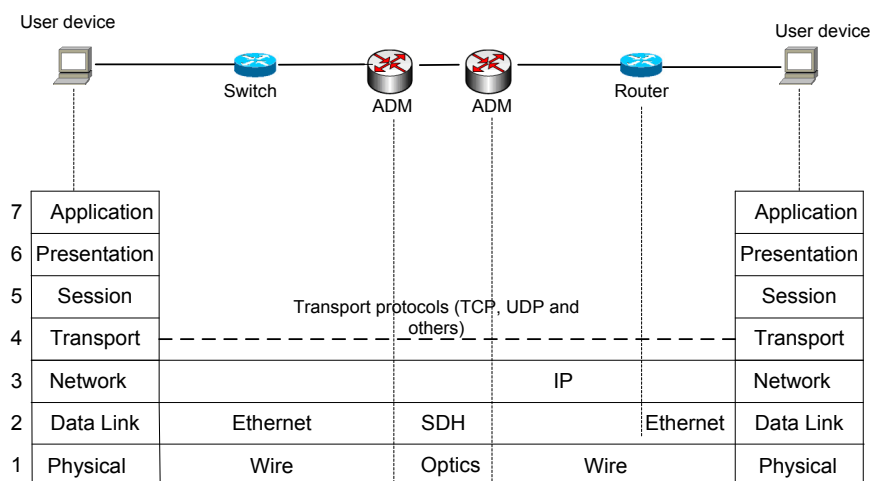 User device
User device
Switch
ADM
ADM
Router
7 Application Application
6 Presentation Presentation
5 Session Session
Transport protocols (TCP, UDP and
others)
4 Transport Transport
3 Network IP Network
2 Data Link Ethernet SDH Ethernet Data Link
1 Physical Wire Optics Wire Physical